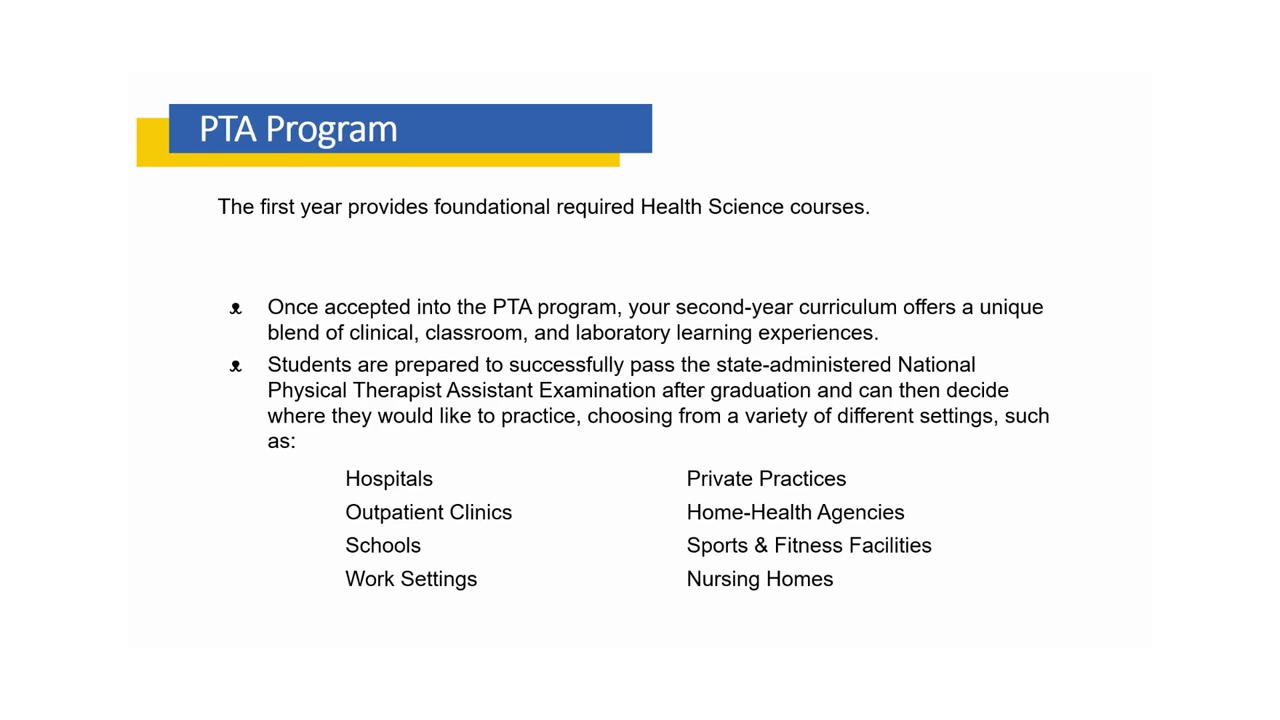 PTA Program
The first year provides foundational required Health Science courses.
Once accepted into the PTA program, your second-year curriculum offers a unique
blend of clinical, classroom, and laboratory learning experiences.
Students are prepared to successfully pass the state-administered National
Physical Therapist Assistant Examination after graduation and can then decide
where they would like to practice, choosing from a variety of different settings, such
as:
Hospitals
Outpatient Clinics
Schools
Work Settings
Private Practices
Home-Health Agencies
Sports & Fitness Facilities
Nursing Homes